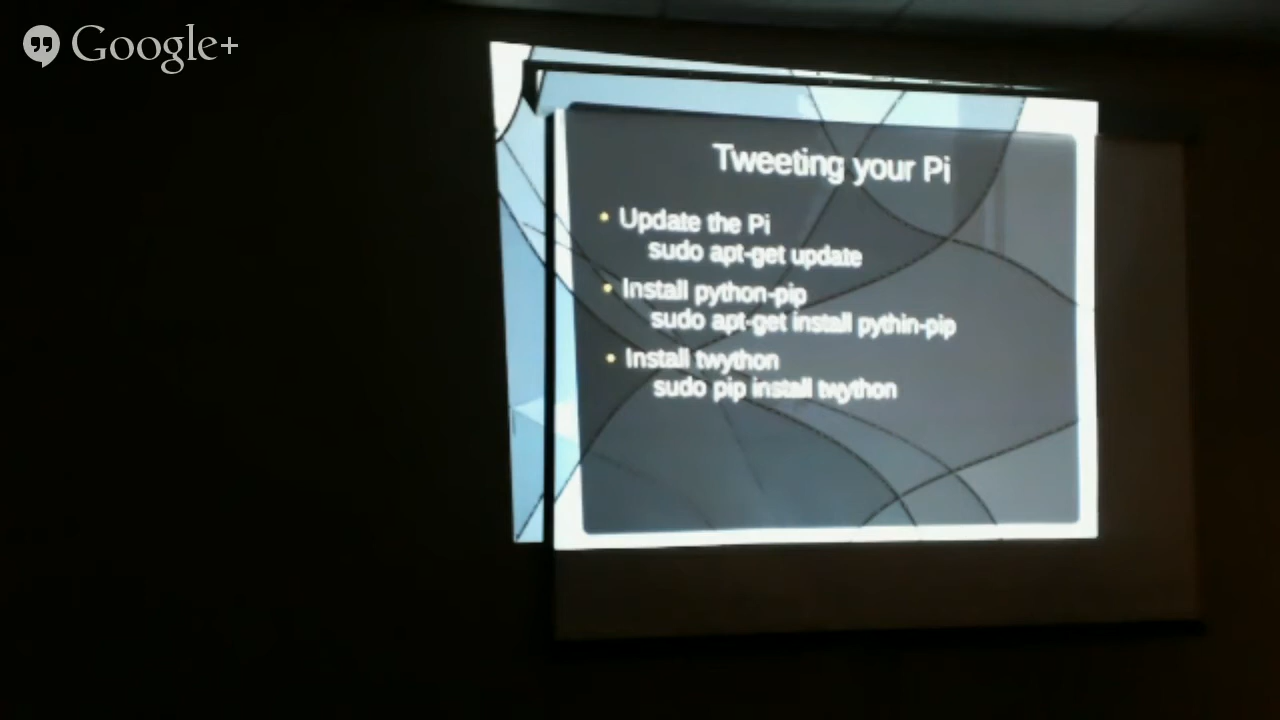 Google+
Tweeting your Pi
Update the Pi
sudo apt-get update
Install python-pip
sudo apt-get install pythin-pip
Install twython
sudo pip install twython